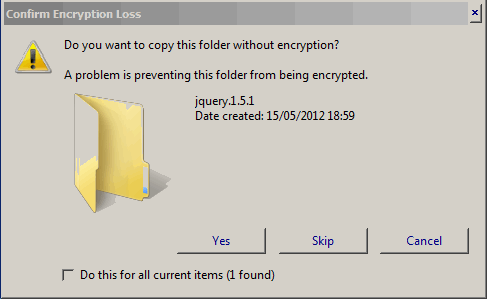 Confirm Encryption Loss
Do you want to copy this folder without encryption?
A problem is preventing this folder from being encrypted.
jquery.1.5.1
Date created: 15/05/2012 18:59
Yes
Skip
Cancel
Do this for all current items (1 found)